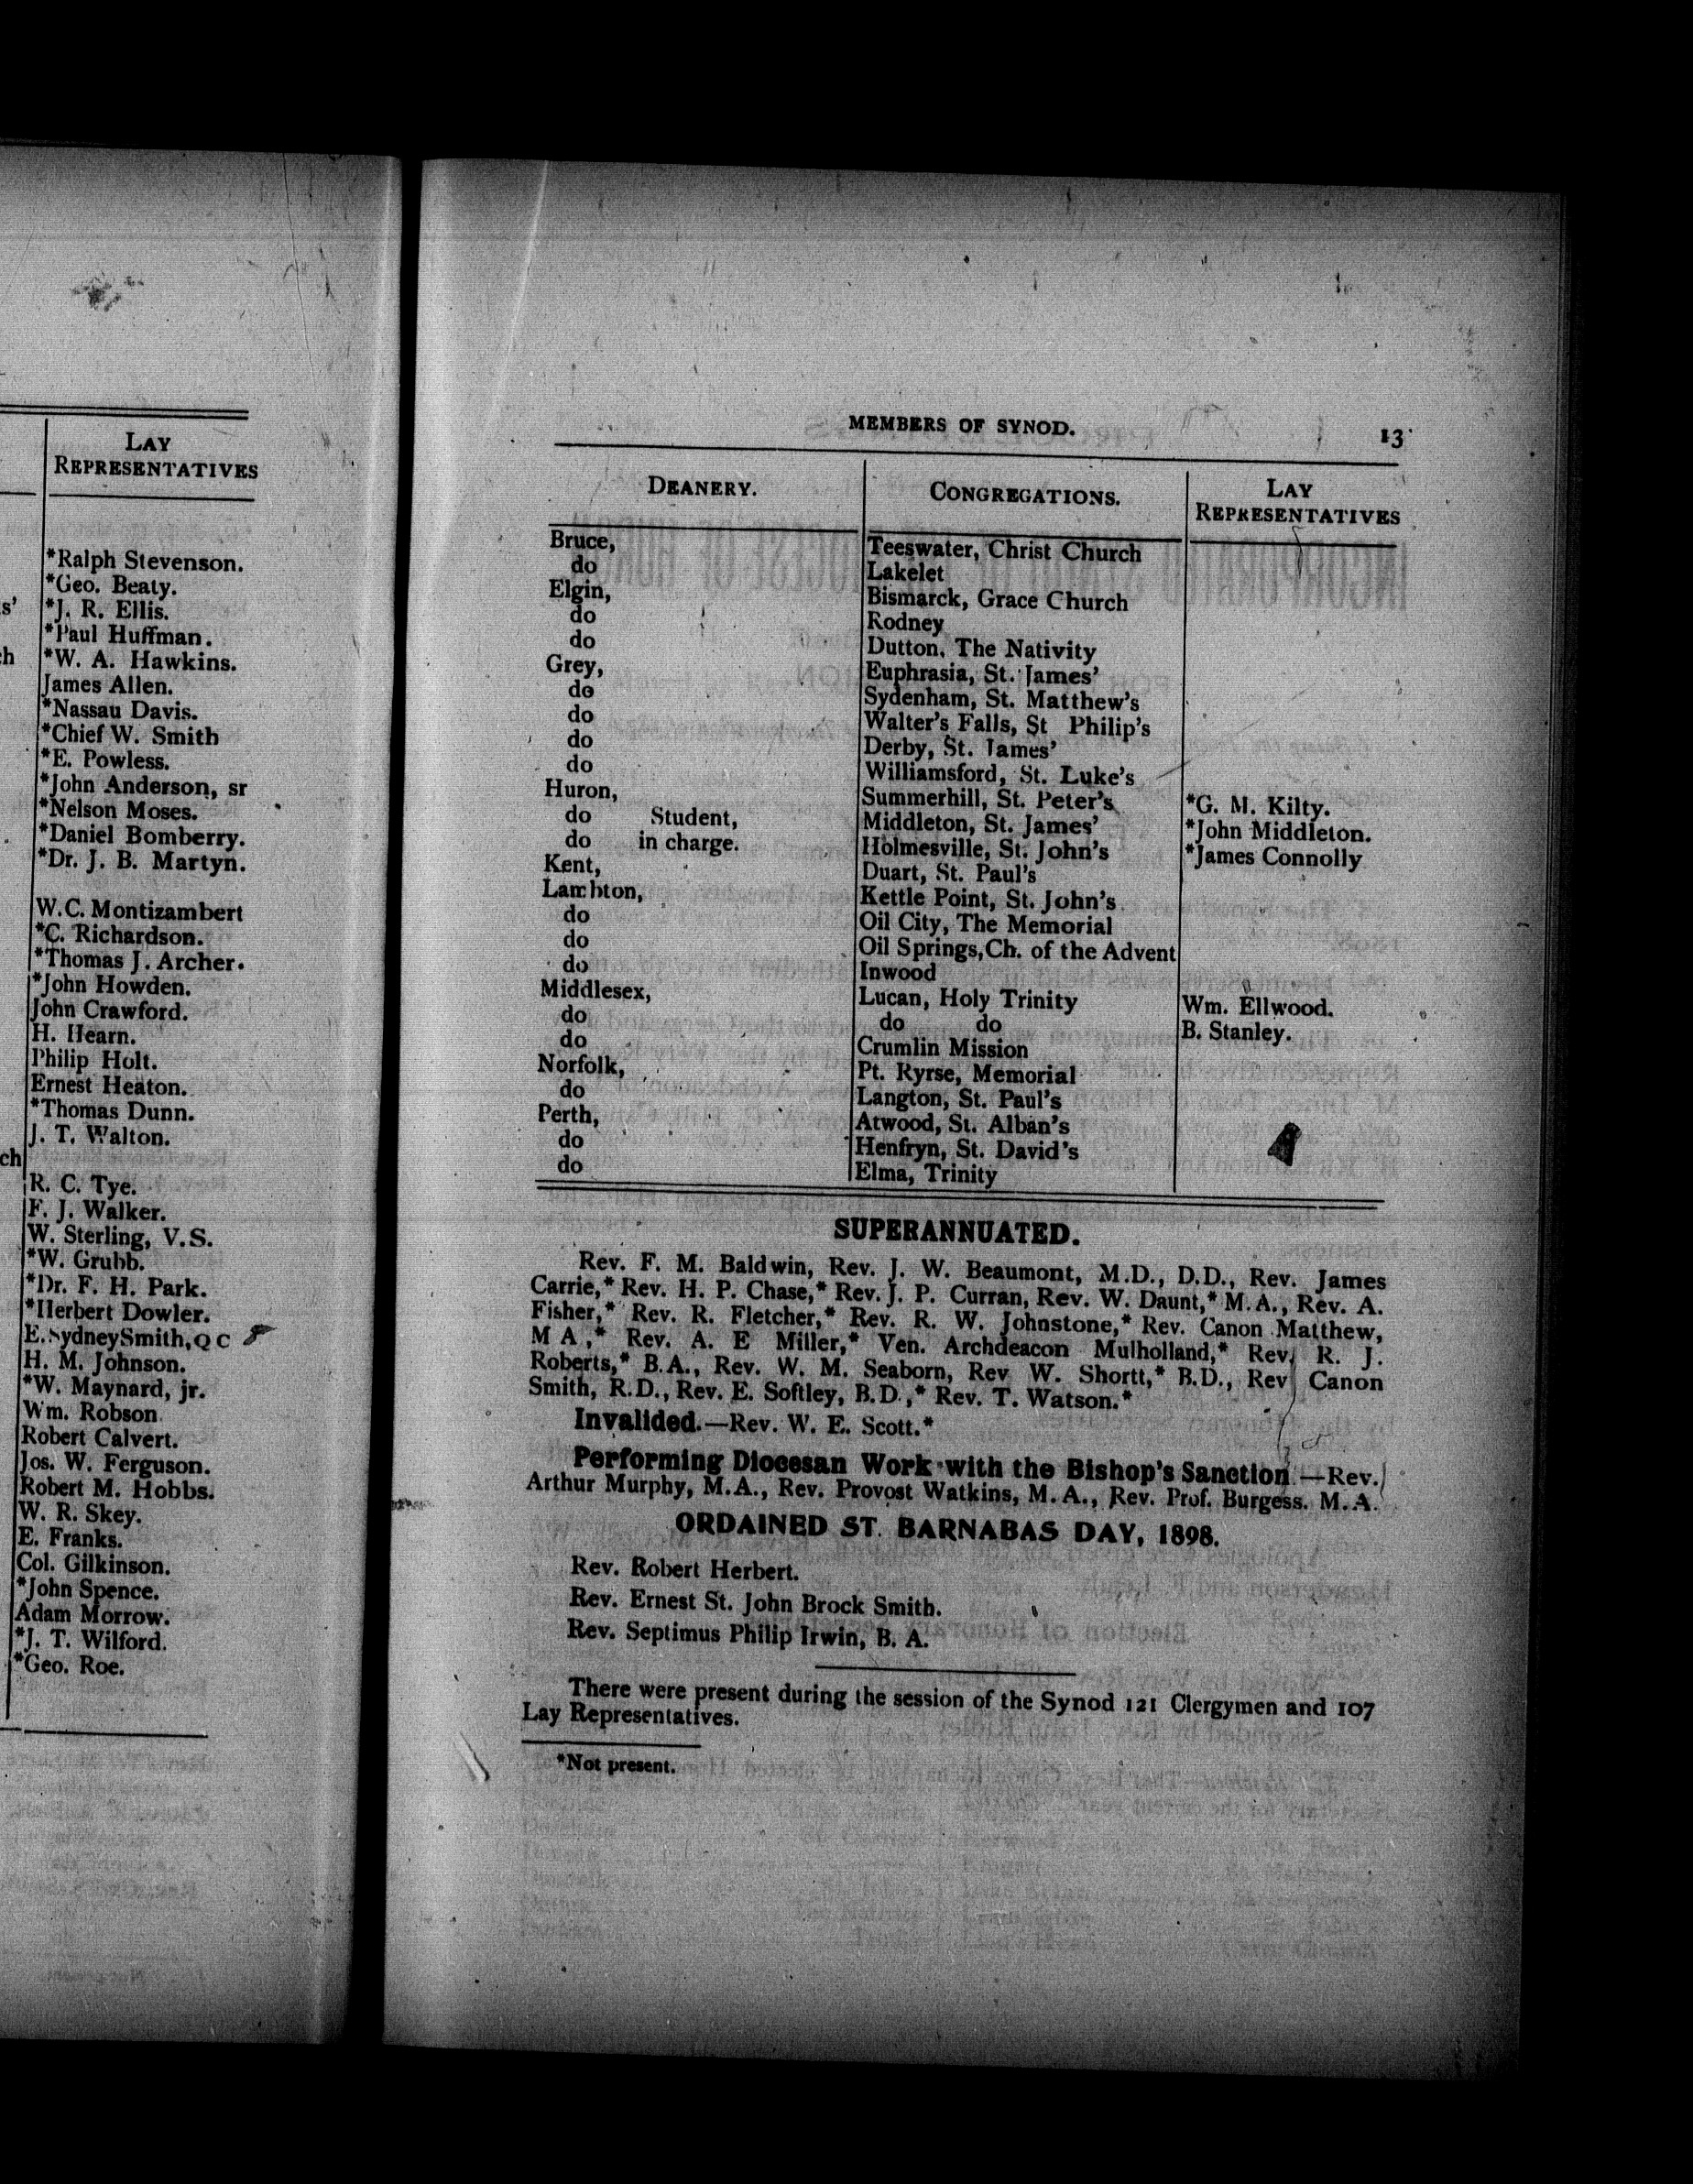 LAY
REPRESENTATIVES
*Ralph Stevenson.
*Geo. Beaty.
s' *J. R. Ellis.
*Paul Huffman.
ch *W. A. Hawkins.
James Allen.
*Nassau Davis.
*Chief W. Smith
*E. Powless.
*John Anderson, sr
*Nelson Moses.
*Daniel Bomberry.
*Dr. J. B. Martyn.
W.C. Montizambert
*C. Richardson.
*Thomas J. Archer.
*John Howden.
John Crawford.
H. Hearn.
Philip Holt.
Ernest Heaton.
*Thomas Dunn.
J. T. Walton.
ch
R. C. Tye.
F. J. Walker.
W. Sterling, V.S.
*W. Grubb.
*Dr. F. H. Park.
*Herbert Dowler.
E. Sydney Smith, Q C
H. M. Johnson.
*W. Maynard, jr.
Wm. Robson
Robert Calvert.
Jos. W. Ferguson.
Robert M. Hobbs.
W. R. Skey.
E. Franks.
Col. Gilkinson.
*John Spence.
Adam Morrow.
*J. T. Wilford.
*Geo. Roe.
MEMBERS OF SYNOD. 13
DEANERY. CONGREGATIONS. LAY
REPRESENTATIVES
Bruce, Teeswater, Christ Church
do Lakelet
Elgin, Bismarck, Grace Church
do Rodney
do Dutton, The Nativity
Grey, Euphrasia, St. James'
do Sydenham, St. Matthew's
do Walter's Falls, St Philip's
do Derby, St. James'
do Williamsford, St. Luke's
Huron, Summerhill, St. Peter's *G. M. Kilty.
do Student, Middleton, St. James' *John Middleton.
do in charge. Holmesville, St. John's *James Connolly
Kent, Duart, St. Paul's
Lambton, Kettle Point, St. John's
do Oil City, The Memorial
do Oil Springs, Ch. of the Advent
do Inwood
Middlesex, Lucan, Holy Trinity Wm. Ellwood.
do do do B. Stanley.
do Crumlin Mission
Norfolk, Pt. Ryrse, Memorial
do Langton, St. Paul's
Perth, Atwood, St. Alban's
do Henfryn, St. David's
do Elma, Trinity
SUPERANNUATED.
Rev. F. M. Baldwin, Rev. J. W. Beaumont, M.D., D.D., Rev. James
Carrie,* Rev. H. P. Chase,* Rev. J. P. Curran, Rev. W. Daunt,* M.A., Rev. A.
Fisher,* Rev. R. Fletcher,* Rev. R. W. Johnstone,* Rev. Canon Matthew,
M A,* Rev. A. E Miller,* Ven. Archdeacon Mulholland,* Rev. R. J.
Roberts,* B.A., Rev. W. M. Seaborn, Rev W. Shortt,* B.D., Rev Canon
Smith, R.D., Rev. E. Softley, B.D.,* Rev. T. Watson.*
Invalided.—Rev. W. E. Scott.*
Performing Diocesan Work with the Bishop's Sanction.—Rev.
Arthur Murphy, M.A., Rev. Provost Watkins, M.A., Rev. Prof. Burgess. M.A.
ORDAINED ST. BARNABAS DAY, 1898.
Rev. Robert Herbert.
Rev. Ernest St. John Brock Smith.
Rev. Septimus Philip Irwin, B. A.
There were present during the session of the Synod 121 Clergymen and 107
Lay Representatives.
*Not present.